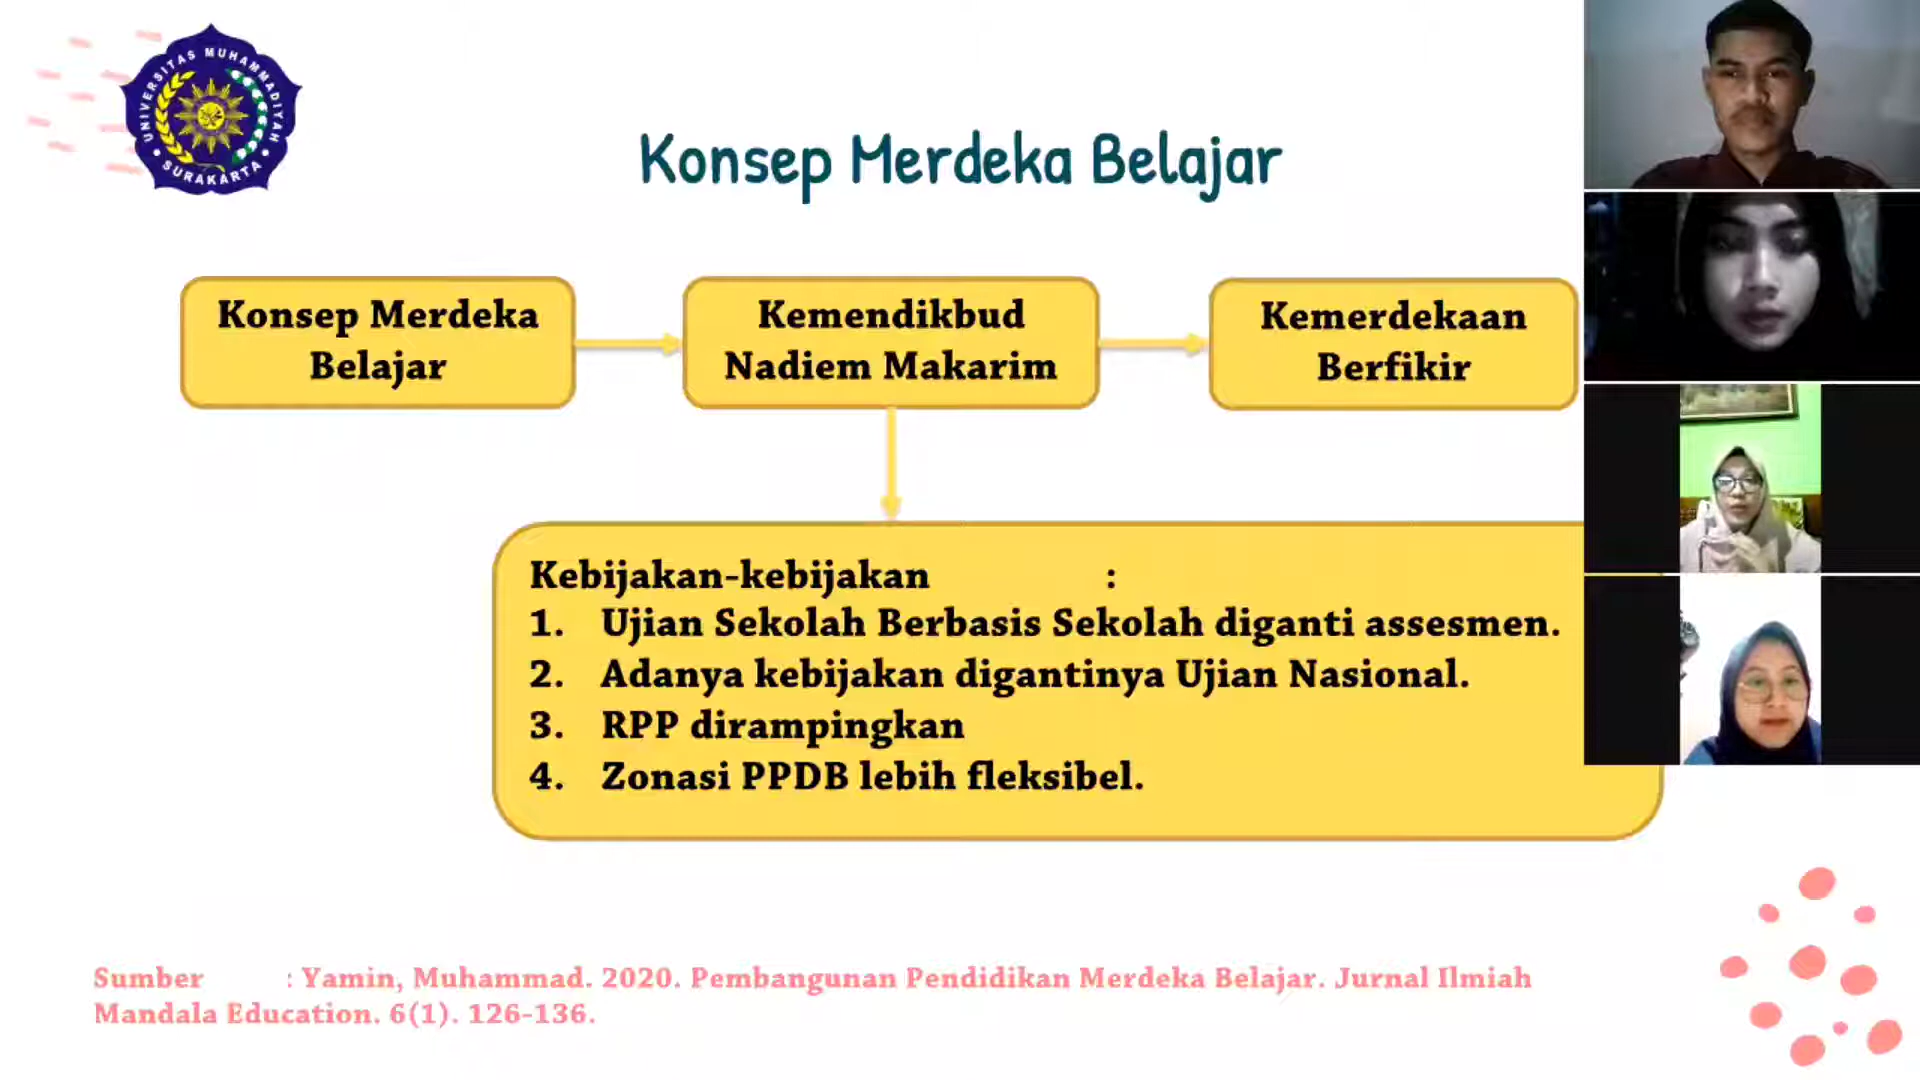 UNIVERSITAS MUHAMMADIYAH
SURAKARTA
Konsep Merdeka Belajar
Konsep Merdeka
Belajar
Kemendikbud
Nadiem Makarim
Kemerdekaan
Berfikir
Kebijakan-kebijakan :
1. Ujian Sekolah Berbasis Sekolah diganti assesmen.
2. Adanya kebijakan digantinya Ujian Nasional.
3. RPP dirampingkan
4. Zonasi PPDB lebih fleksibel.
Sumber : Yamin, Muhammad. 2020. Pembangunan Pendidikan Merdeka Belajar. Jurnal Ilmiah
Mandala Education. 6(1). 126-136.